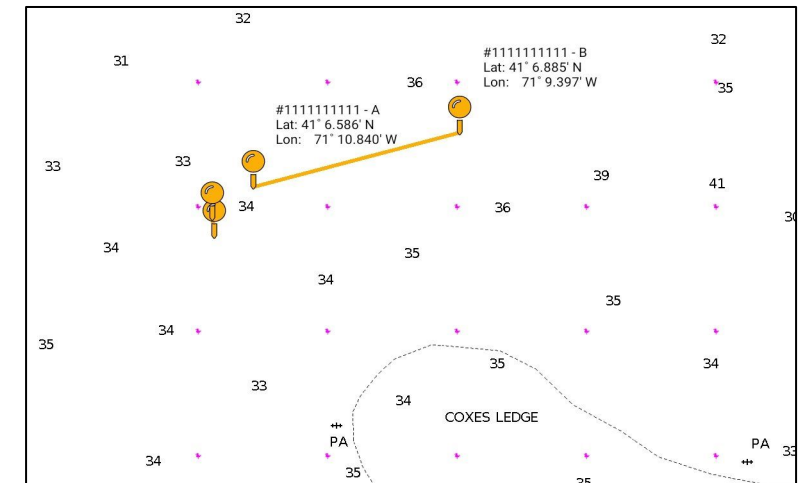 32
32
31
#1111111111 - B
Lat: 41° 6.885' N
Lon: 71° 9.397' W
36
35
#1111111111 - A
Lat: 41° 6.586' N
Lon: 71° 10.840' W
33
33
39
41
34
36
34
35
34
35
34
35
35
34
33
34
COXES LEDGE
PA
PA
34
35